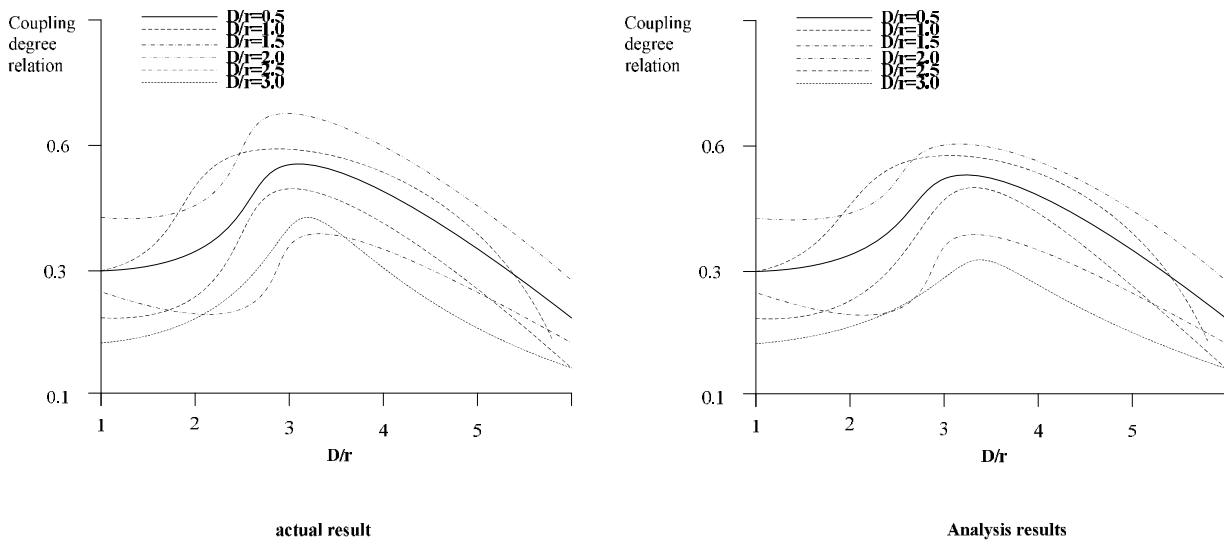 Coupling
degree
relation
D/r=0.5
D/r=1.0
D/r=1.5
D/r=2.0
D/r=2.5
D/r=3.0
0.6
0.3
0.1
1 2 3 4 5
D/r
actual result
Coupling
degree
relation
D/r=0.5
D/r=1.0
D/r=1.5
D/r=2.0
D/r=2.5
D/r=3.0
0.6
0.3
0.1
1 2 3 4 5
D/r
Analysis results